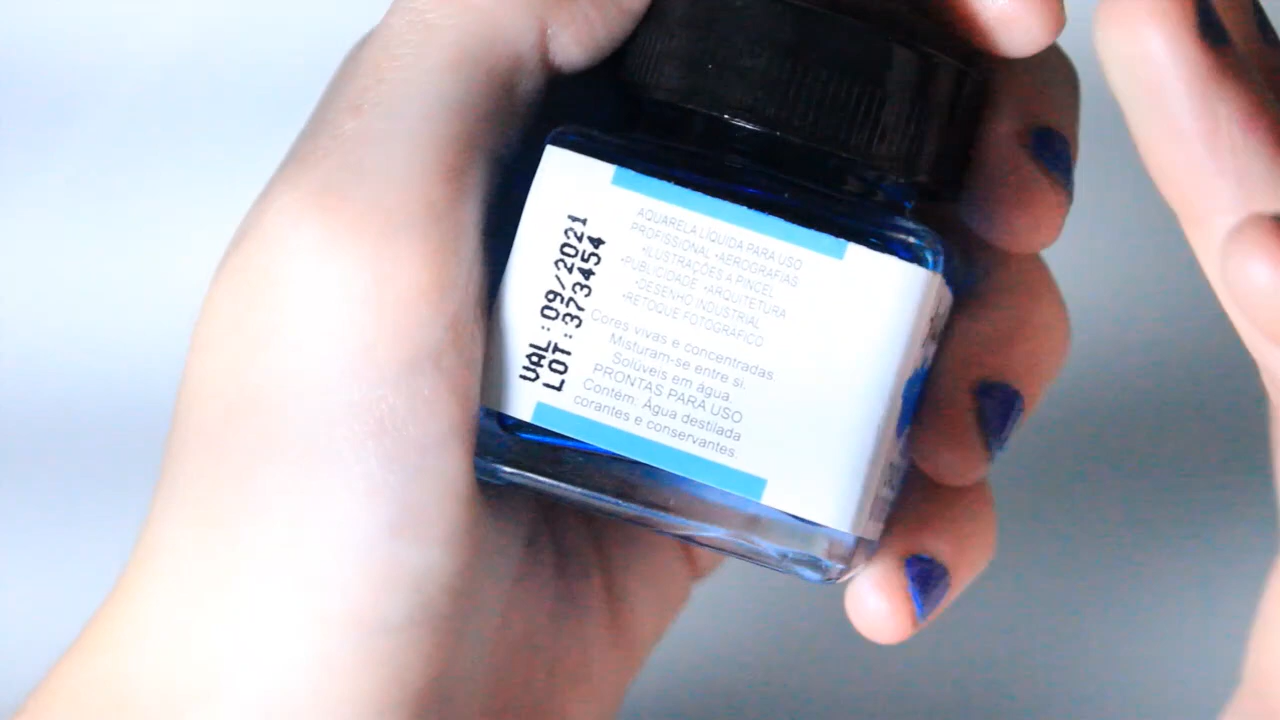 VAL:09/2021
LOT:373454
AQUARELA LÍQUIDA PARA USO
PROFISSIONAL •AEROGRAFIAS
•ILUSTRAÇÕES A PINCEL
•PUBLICIDADE •ARQUITETURA
•DESENHO INDUSTRIAL
•RETOQUE FOTOGRÁFICO
Cores vivas e concentradas.
Misturam-se entre si.
Solúveis em água.
PRONTAS PARA USO
Contém: Água destilada
corantes e conservantes.